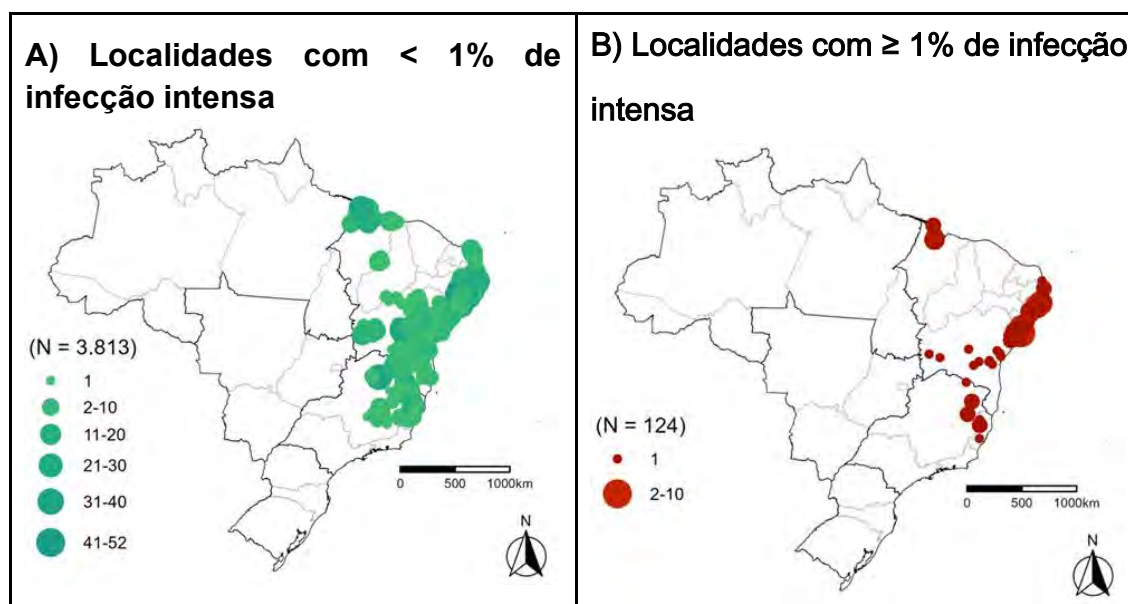 A) Localidades com < 1% de
infecção intensa
(N = 3.813)
1
2-10
11-20
21-30
31-40
41-52
0 500 1000km
N
B) Localidades com ≥ 1% de infecção
intensa
(N = 124)
1
2-10
0 500 1000km
N